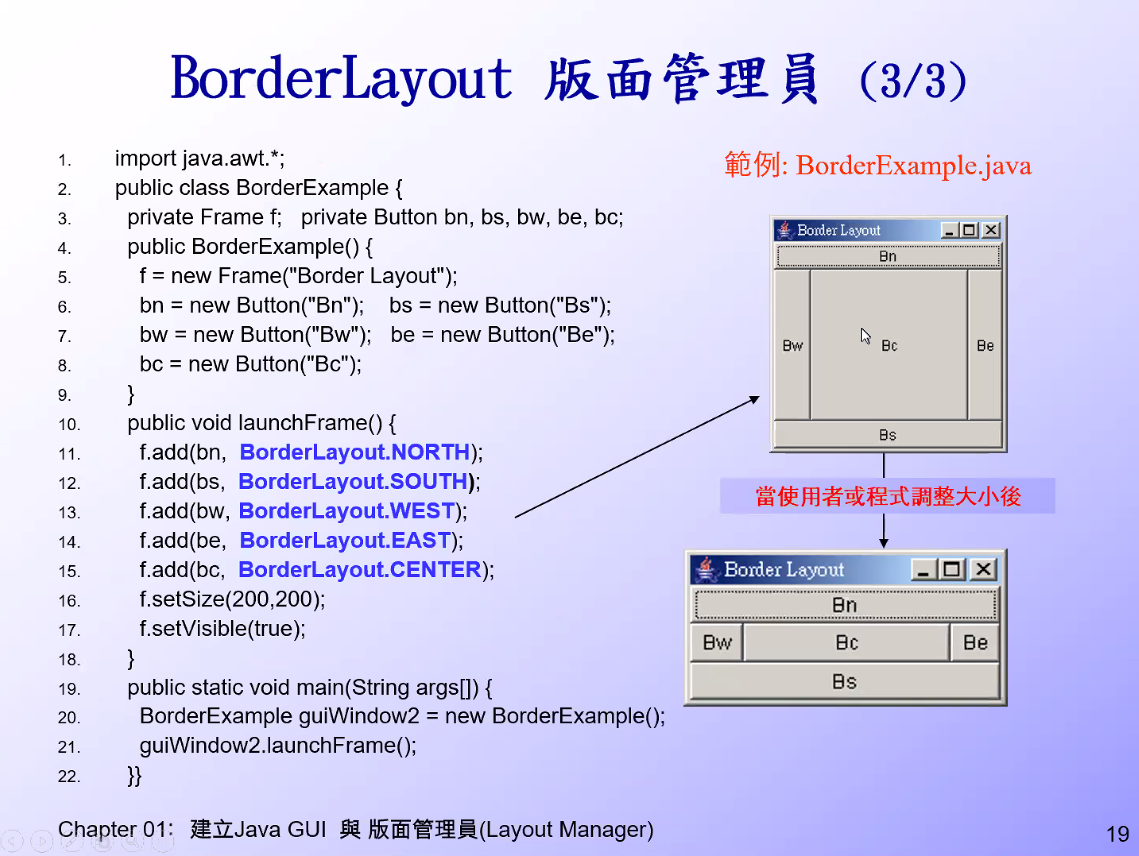 BorderLayout 版面管理員 (3/3)
1. import java.awt.*;
2. public class BorderExample {
3. private Frame f; private Button bn, bs, bw, be, bc;
4. public BorderExample() {
5. f = new Frame("Border Layout");
6. bn = new Button("Bn"); bs = new Button("Bs");
7. bw = new Button("Bw"); be = new Button("Be");
8. bc = new Button("Bc");
9. }
10. public void launchFrame() {
11. f.add(bn, BorderLayout.NORTH);
12. f.add(bs, BorderLayout.SOUTH);
13. f.add(bw, BorderLayout.WEST);
14. f.add(be, BorderLayout.EAST);
15. f.add(bc, BorderLayout.CENTER);
16. f.setSize(200,200);
17. f.setVisible(true);
18. }
19. public static void main(String args[]) {
20. BorderExample guiWindow2 = new BorderExample();
21. guiWindow2.launchFrame();
22. }}
範例: BorderExample.java
Border Layout
Bn
Bw Bc Be
Bs
當使用者或程式調整大小後
Border Layout
Bn
Bw Bc Be
Bs
Chapter 01: 建立Java GUI 與 版面管理員(Layout Manager)
19